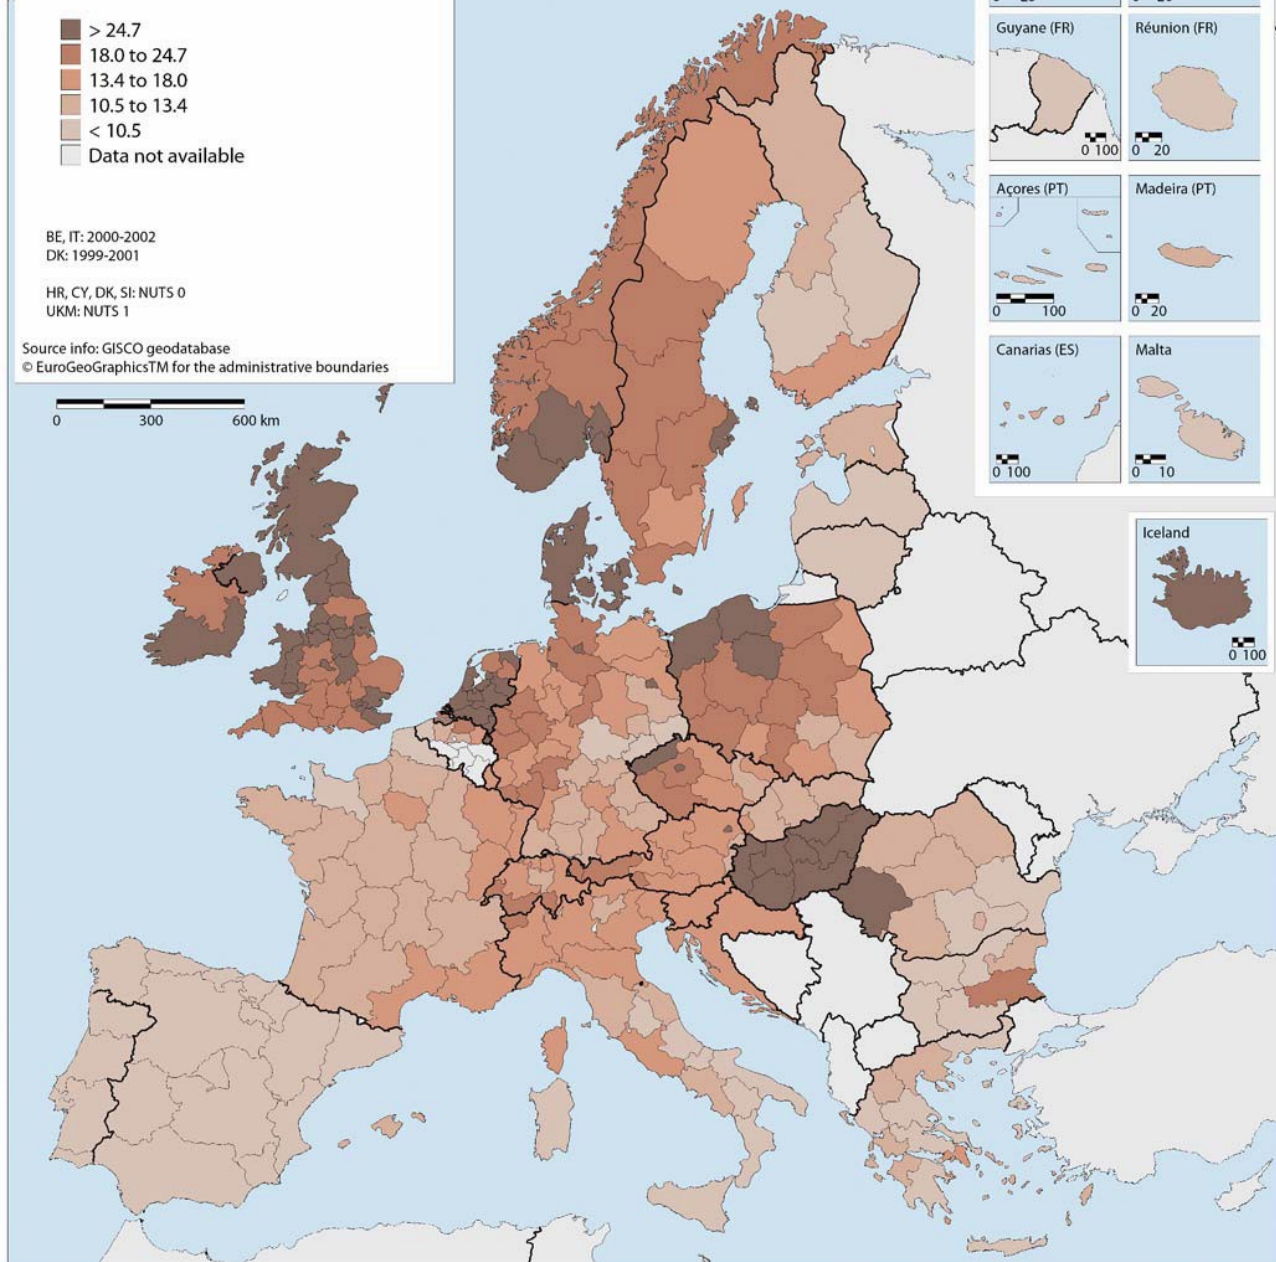 > 24.7
18.0 to 24.7
13.4 to 18.0
10.5 to 13.4
< 10.5
Data not available
BE, IT: 2000-2002
DK: 1999-2001
HR, CY, DK, SI: NUTS 0
UKM: NUTS 1
Source info: GISCO geodatabase
© EuroGeoGraphicsTM for the administrative boundaries
0 300 600 km
Guyane (FR)
0 100
Réunion (FR)
0 20
Açores (PT)
0 100
Madeira (PT)
0 20
Canarias (ES)
0 100
Malta
0 10
Iceland
0 100